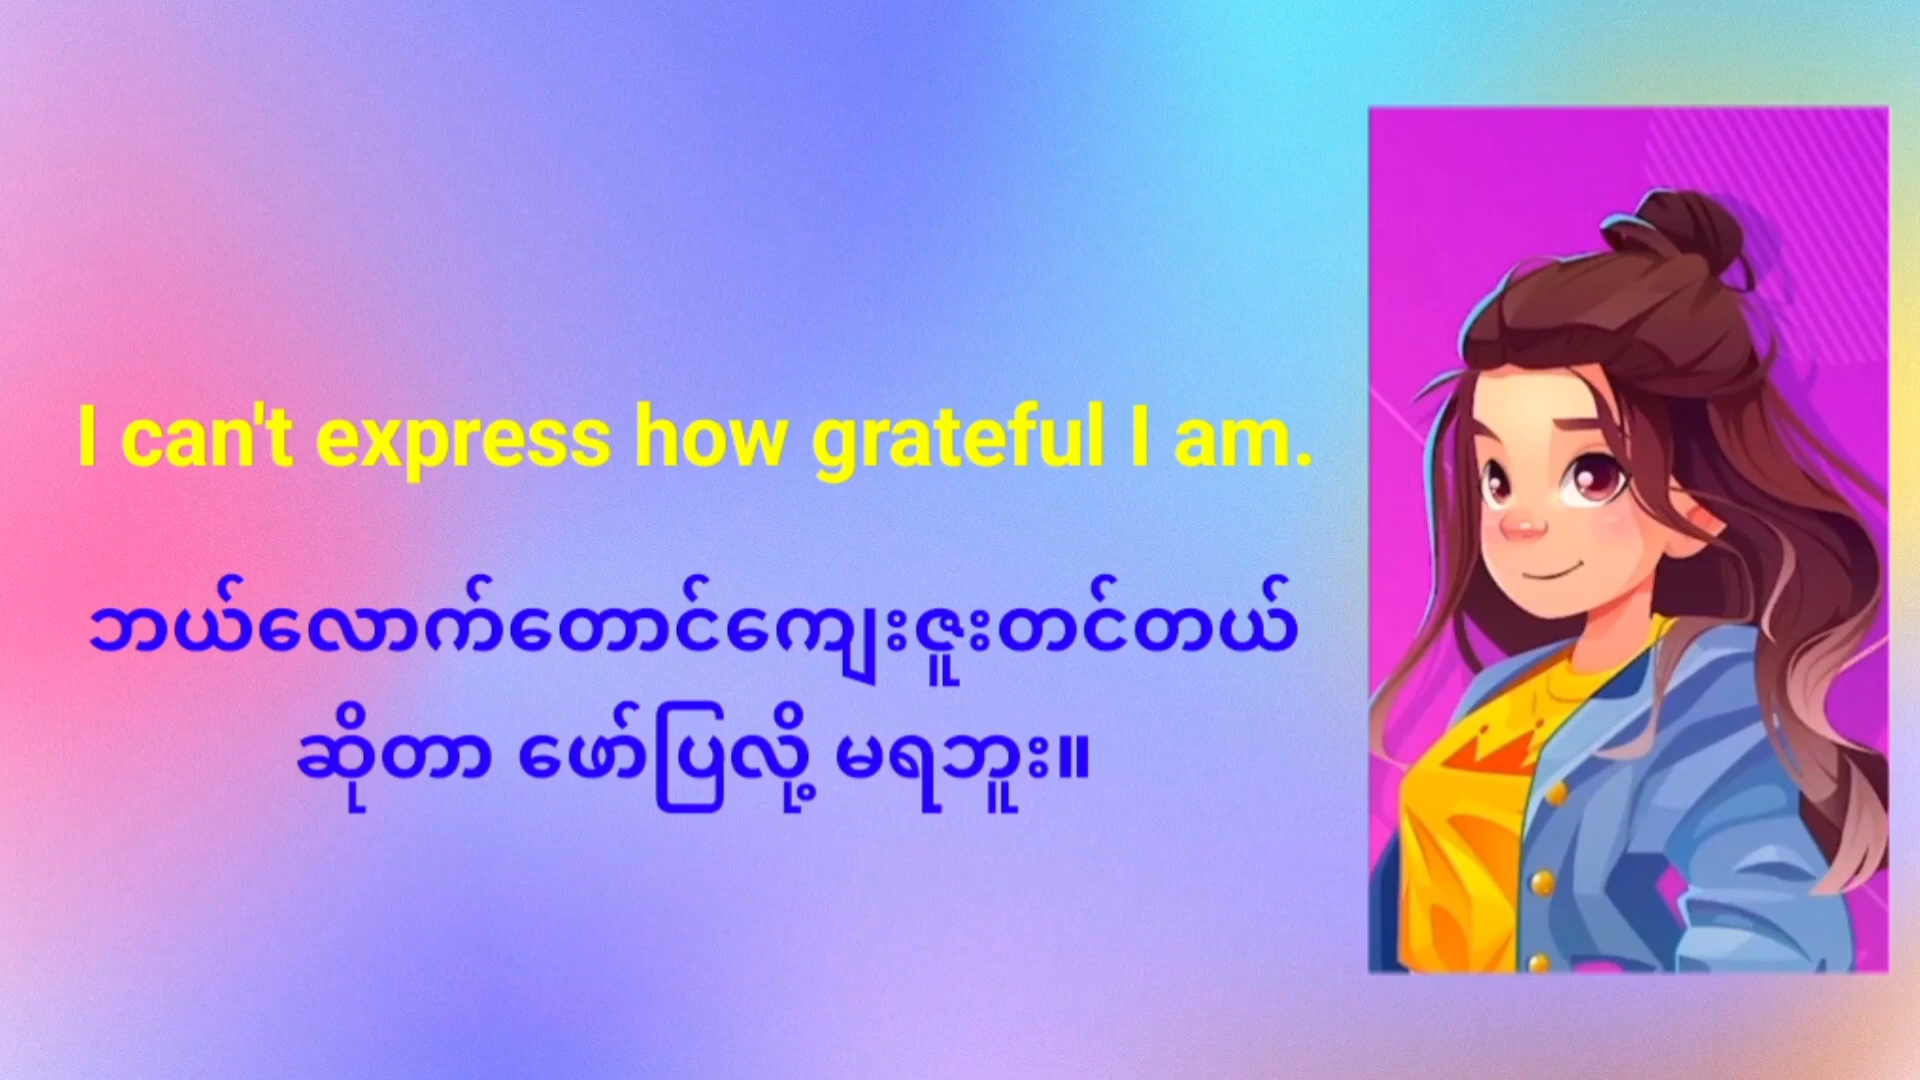 I can't express how grateful I am.
ဘယ်လောက်တောင်ကျေးဇူးတင်တယ်
ဆိုတာ ဖော်ပြလို့ မရဘူး။